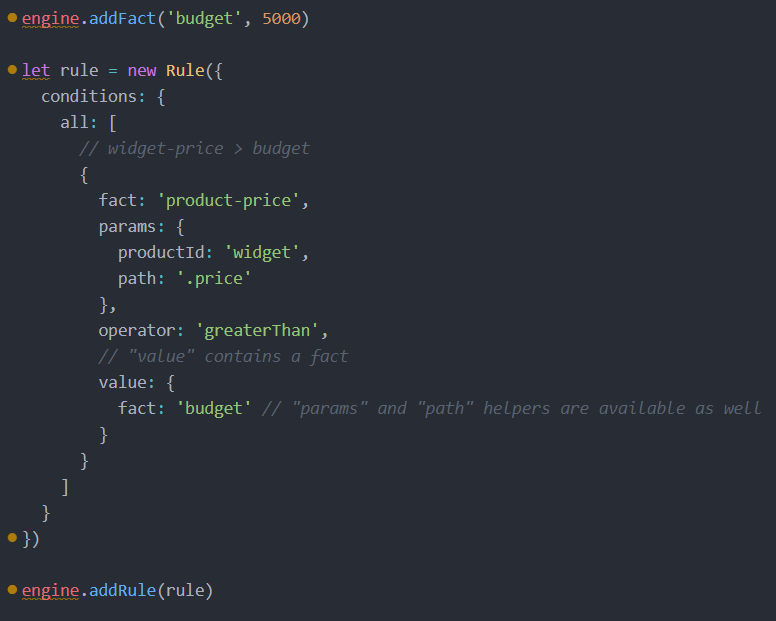 engine.addFact('budget', 5000)
let rule = new Rule({
conditions: {
all: [
// widget-price > budget
{
fact: 'product-price',
params: {
productId: 'widget',
path: '.price'
},
operator: 'greaterThan',
// "value" contains a fact
value: {
fact: 'budget' // "params" and "path" helpers are available as well
}
}
]
}
})
engine.addRule(rule)